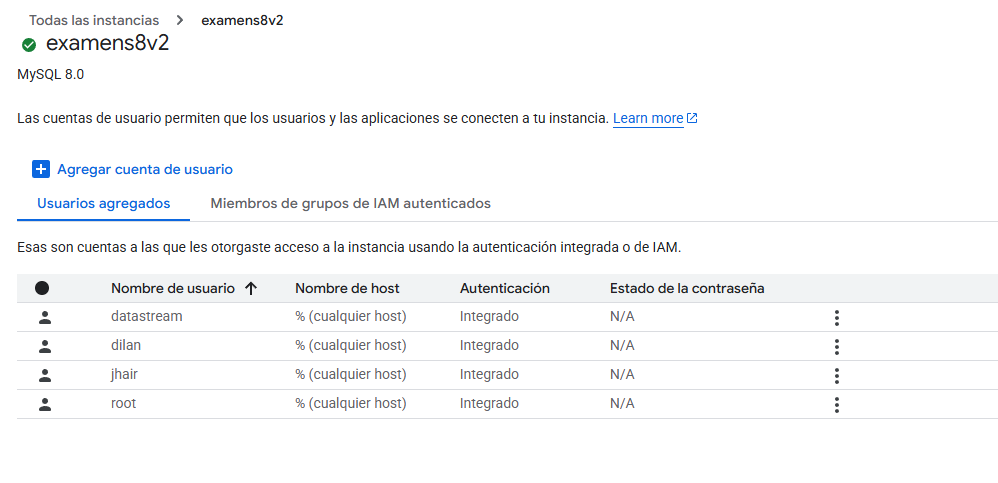 Todas las instancias > examens8v2
examens8v2
MySQL 8.0
Las cuentas de usuario permiten que los usuarios y las aplicaciones se conecten a tu instancia. Learn more
Agregar cuenta de usuario
Usuarios agregados Miembros de grupos de IAM autenticados
Esas son cuentas a las que les otorgaste acceso a la instancia usando la autenticación integrada o de IAM.
Nombre de usuario Nombre de host Autenticación Estado de la contraseña
datastream % (cualquier host) Integrado N/A
dilan % (cualquier host) Integrado N/A
jhair % (cualquier host) Integrado N/A
root % (cualquier host) Integrado N/A